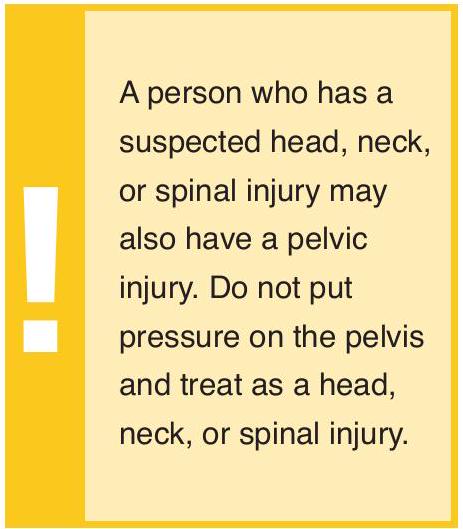 !
A person who has a
suspected head, neck,
or spinal injury may
also have a pelvic
injury. Do not put
pressure on the pelvis
and treat as a head,
neck, or spinal injury.